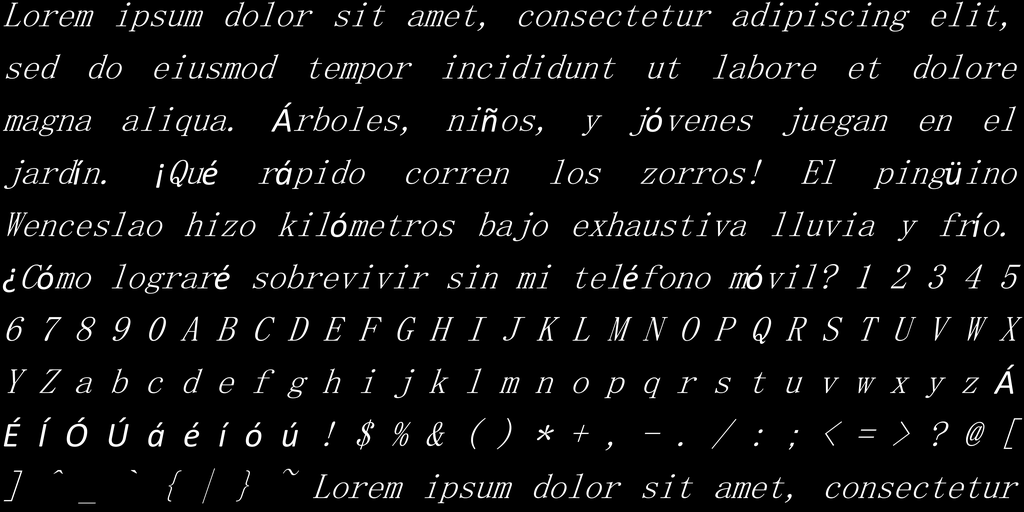 Lorem ipsum dolor sit amet, consectetur adipiscing elit,
sed do eiusmod tempor incididunt ut labore et dolore
magna aliqua. Árboles, niños, y jóvenes juegan en el
jardín. ¡Qué rápido corren los zorros! El pingüino
Wenceslao hizo kilómetros bajo exhaustiva lluvia y frío.
¿Cómo lograré sobrevivir sin mi teléfono móvil? 1 2 3 4 5
6 7 8 9 0 A B C D E F G H I J K L M N O P Q R S T U V W X
Y Z a b c d e f g h i j k l m n o p q r s t u v w x y z Á
É Í Ó Ú á é í ó ú ! $ % & ( ) * + , - . / : ; < = > ? @ [
] ^ _ ` { | } ~ Lorem ipsum dolor sit amet, consectetur